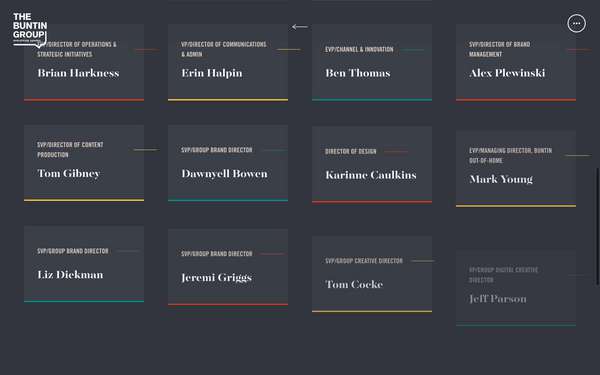 THE
BUNTIN
GROUP
SVP/DIRECTOR OF OPERATIONS &
STRATEGIC INITIATIVES
Brian Harkness
VP/DIRECTOR OF COMMUNICATIONS
& ADMIN
Erin Halpin
EVP/CHANNEL & INNOVATION
Ben Thomas
SVP/DIRECTOR OF BRAND
MANAGEMENT
Alex Plewinski
SVP/DIRECTOR OF CONTENT
PRODUCTION
Tom Gibney
SVP/GROUP BRAND DIRECTOR
Dawnyell Bowen
DIRECTOR OF DESIGN
Karinne Caulkins
EVP/MANAGING DIRECTOR, BUNTIN
OUT-OF-HOME
Mark Young
SVP/GROUP BRAND DIRECTOR
Liz Dickman
SVP/GROUP BRAND DIRECTOR
Jeremi Griggs
SVP/GROUP CREATIVE DIRECTOR
Tom Cocke
VP/GROUP DIGITAL CREATIVE
DIRECTOR
Jeff Parson